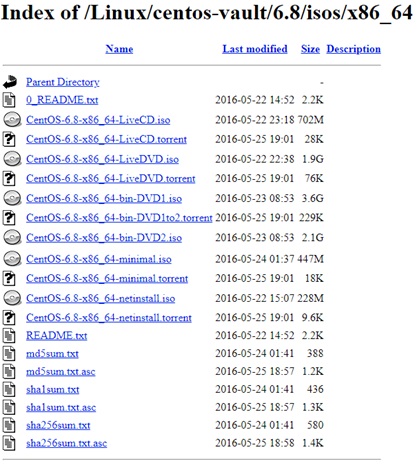 Index of /Linux/centos-vault/6.8/isos/x86_64
Name Last modified Size Description
Parent Directory -
0_README.txt 2016-05-22 14:52 2.2K
CentOS-6.8-x86_64-LiveCD.iso 2016-05-22 23:18 702M
CentOS-6.8-x86_64-LiveCD.torrent 2016-05-25 19:01 28K
CentOS-6.8-x86_64-LiveDVD.iso 2016-05-22 22:38 1.9G
CentOS-6.8-x86_64-LiveDVD.torrent 2016-05-25 19:01 76K
CentOS-6.8-x86_64-bin-DVD1.iso 2016-05-23 08:53 3.6G
CentOS-6.8-x86_64-bin-DVD1to2.torrent 2016-05-25 19:01 229K
CentOS-6.8-x86_64-bin-DVD2.iso 2016-05-23 08:53 2.1G
CentOS-6.8-x86_64-minimal.iso 2016-05-24 01:37 447M
CentOS-6.8-x86_64-minimal.torrent 2016-05-25 19:01 18K
CentOS-6.8-x86_64-netinstall.iso 2016-05-22 15:07 228M
CentOS-6.8-x86_64-netinstall.torrent 2016-05-25 19:01 9.6K
README.txt 2016-05-22 14:52 2.2K
md5sum.txt 2016-05-24 01:41 388
md5sum.txt.asc 2016-05-25 18:57 1.2K
sha1sum.txt 2016-05-24 01:41 436
sha1sum.txt.asc 2016-05-25 18:57 1.3K
sha256sum.txt 2016-05-24 01:41 580
sha256sum.txt.asc 2016-05-25 18:58 1.4K